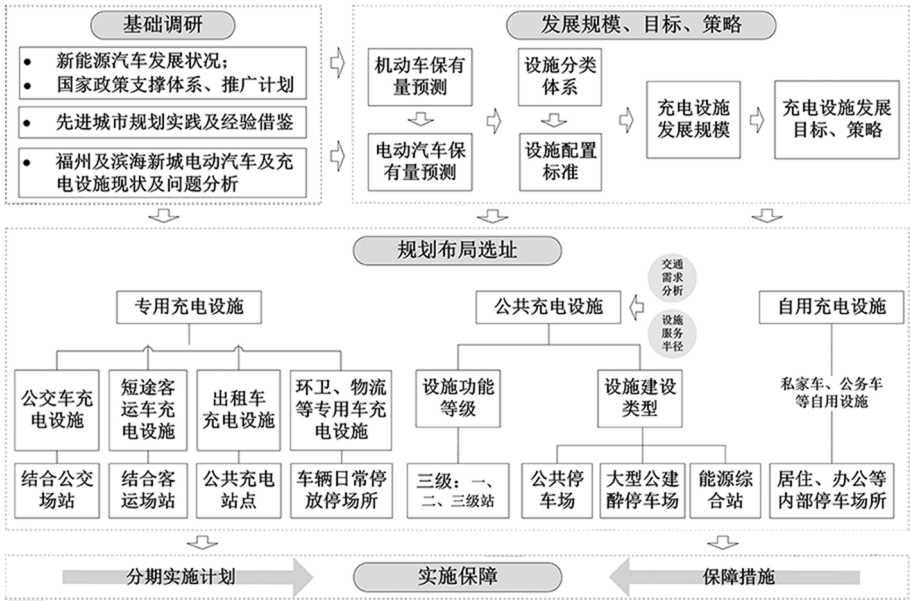 基础调研
● 新能源汽车发展状况;
● 国家政策支撑体系、推广计划
● 先进城市规划实践及经验借鉴
● 福州及滨海新城电动汽车及充
电设施现状及问题分析
发展规模、目标、策略
机动车保有
量预测
电动汽车保
有量预测
设施分类
体系
设施配置
标准
充电设施
发展规模
充电设施发展
目标、策略
规划布局选址
专用充电设施
公交车充
电设施
结合公交
场站
短途客
运车充
电设施
结合客
运场站
出租车
充电设施
公共充电
站点
环卫、物流
等专用车充
电设施
车辆日常停
放停场所
公共充电设施
交通
需求
分析
设施
服务
半径
设施功能
等级
三级:一、
二、三级站
设施建设
类型
公共停
车场
大型公建
酔停车场
能源综
合站
自用充电设施
私家车、公务车
等自用设施
居住、办公等
内部停车场所
分期实施计划
实施保障
保障措施